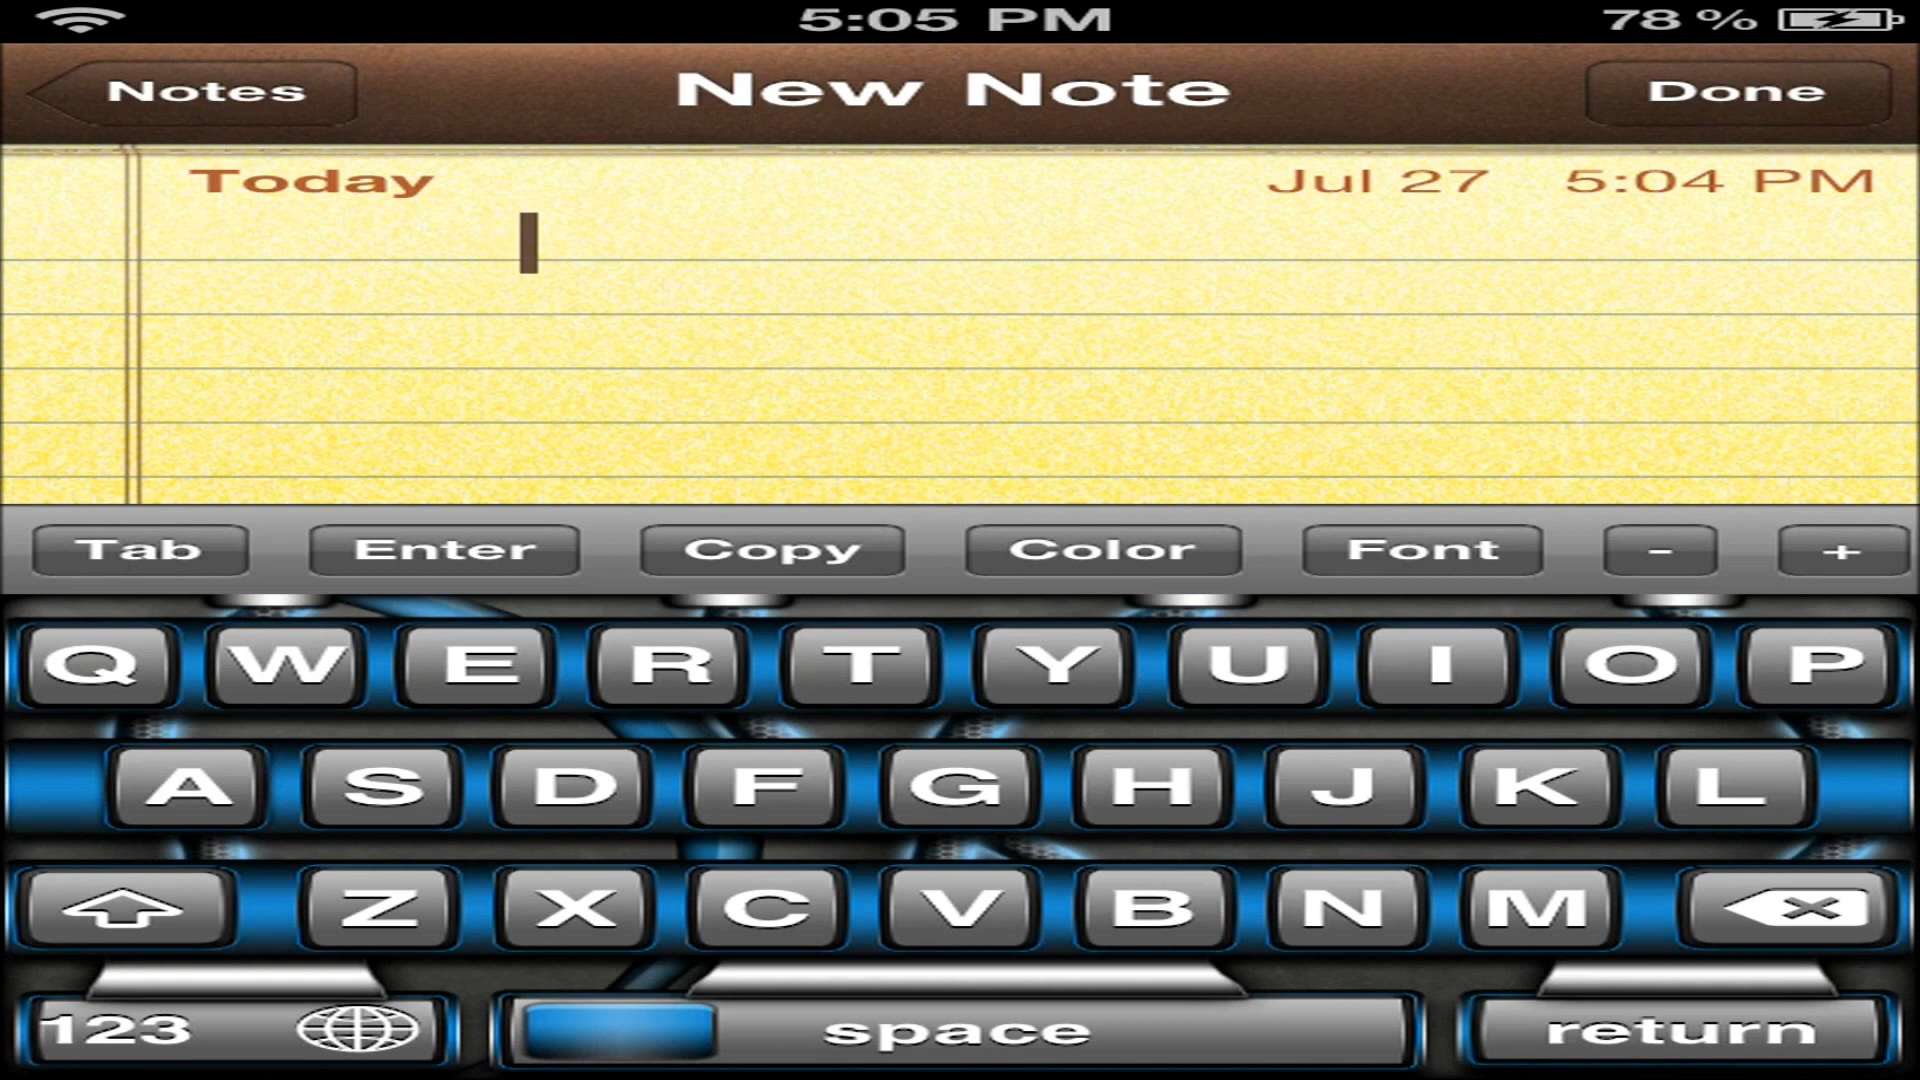 5:05 PM 78 %
Notes New Note Done
Today Jul 27 5:04 PM
Tab Enter Copy Color Font - +
Q W E R T Y U I O P
A S D F G H J K L
Z X C V B N M
123 space return